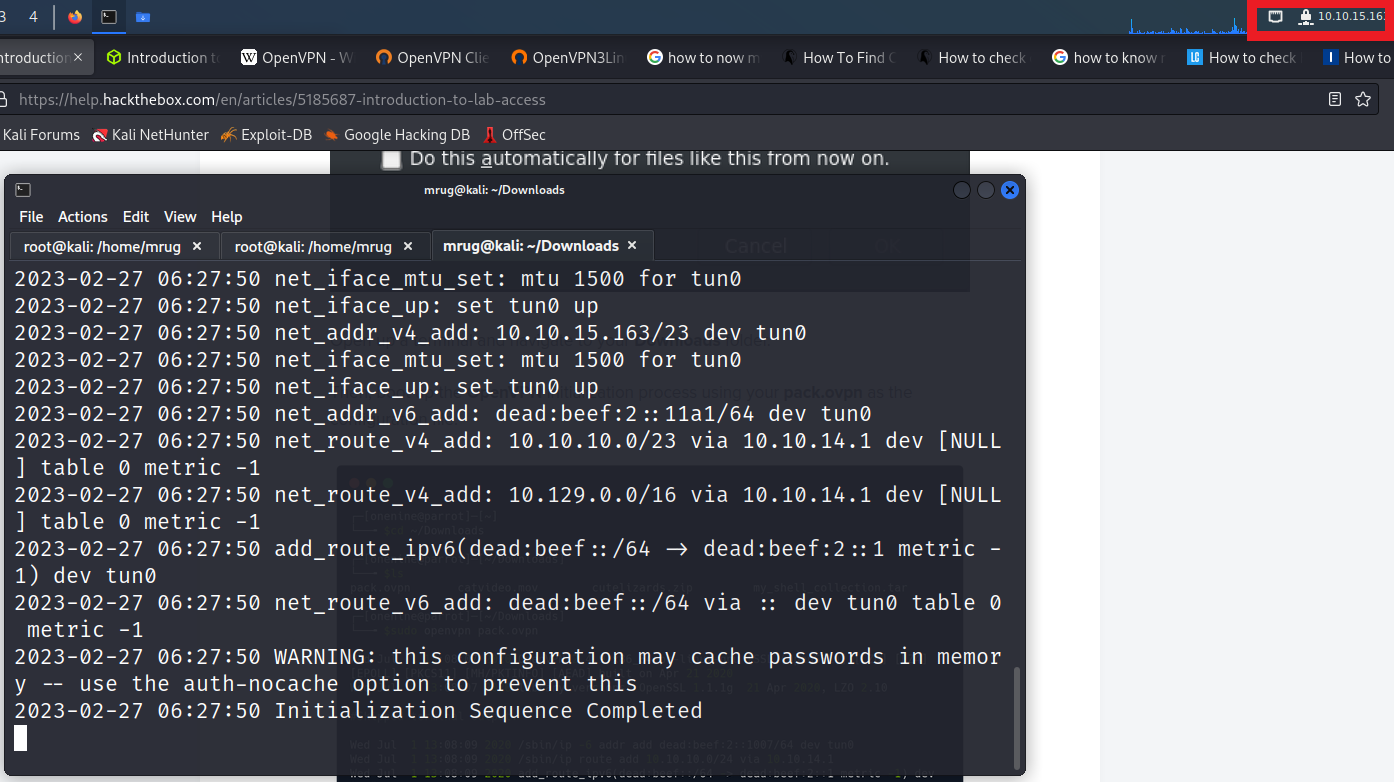 3 4 10.10.15.163
ntroduction Introduction to OpenVPN - W OpenVPN Clie OpenVPN3Lin how to now m How To Find C How to check how to know r How to check How to
https://help.hackthebox.com/en/articles/5185687-introduction-to-lab-access
Kali Forums Kali NetHunter Exploit-DB Google Hacking DB OffSec
Do this automatically for files like this from now on.
mrug@kali: ~/Downloads
File Actions Edit View Help
root@kali: /home/mrug root@kali: /home/mrug mrug@kali: ~/Downloads
Cancel
2023-02-27 06:27:50 net_iface_mtu_set: mtu 1500 for tun0
2023-02-27 06:27:50 net_iface_up: set tun0 up
2023-02-27 06:27:50 net_addr_v4_add: 10.10.15.163/23 dev tun0
2023-02-27 06:27:50 net_iface_mtu_set: mtu 1500 for tun0
2023-02-27 06:27:50 net_iface_up: set tun0 up
process using your pack.ovpn as the
2023-02-27 06:27:50 net_addr_v6_add: dead:beef:2::11a1/64 dev tun0
2023-02-27 06:27:50 net_route_v4_add: 10.10.10.0/23 via 10.10.14.1 dev [NULL
] table 0 metric -1
2023-02-27 06:27:50 net_route_v4_add: 10.129.0.0/16 via 10.10.14.1 dev [NULL
] table 0 metric -1
2023-02-27 06:27:50 add_route_ipv6(dead:beef::/64 -> dead:beef:2::1 metric -
1) dev tun0
2023-02-27 06:27:50 net_route_v6_add: dead:beef::/64 via :: dev tun0 table 0
metric -1
2023-02-27 06:27:50 WARNING: this configuration may cache passwords in memor
y -- use the auth-nocache option to prevent this
2023-02-27 06:27:50 Initialization Sequence Completed